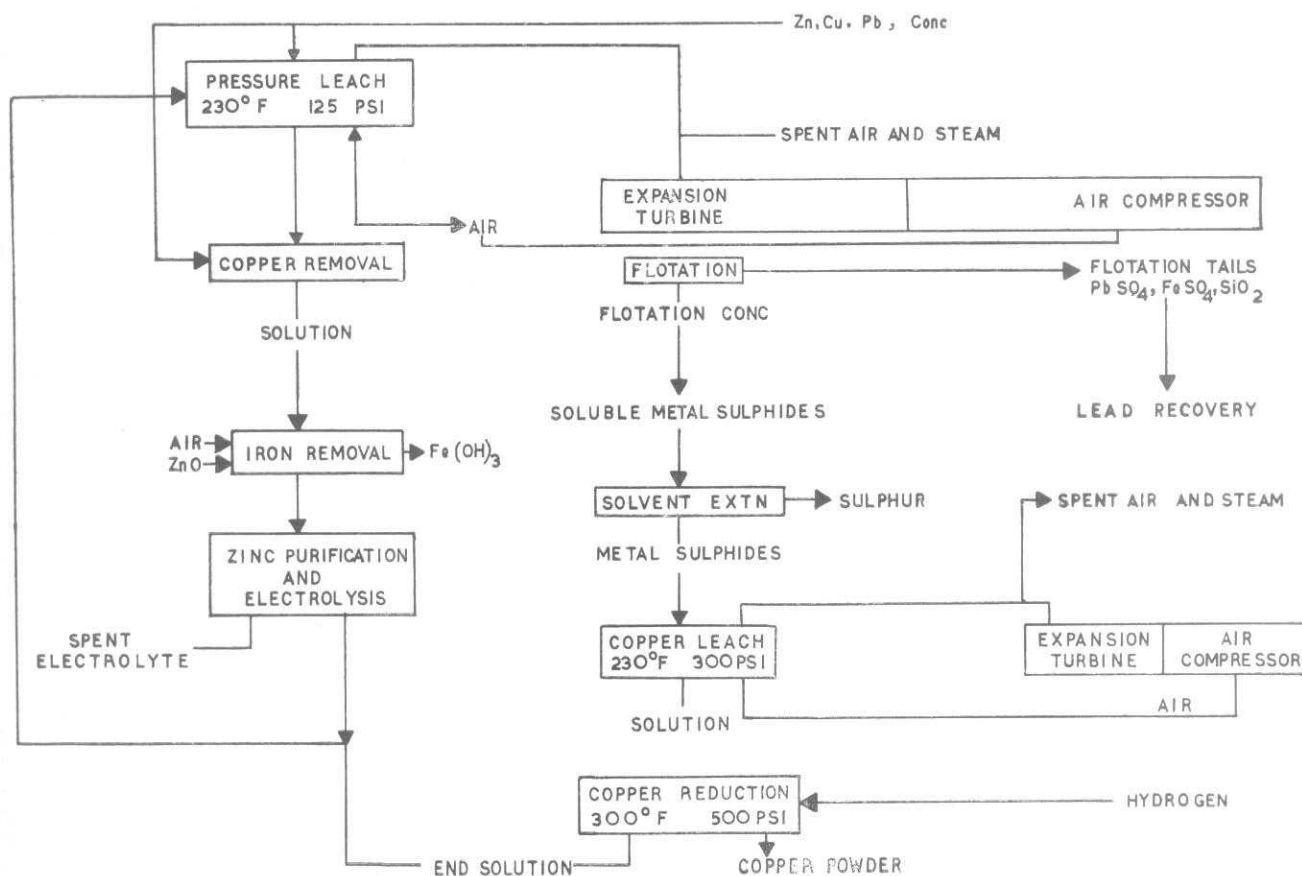 Zn, Cu. Pb, Conc
PRESSURE LEACH
230°F 125 PSI
SPENT AIR AND STEAM
EXPANSION
TURBINE
AIR COMPRESSOR
AIR
COPPER REMOVAL
FLOTATION
FLOTATION TAILS
PbSO4, FeSO4, SiO2
FLOTATION CONC
SOLUTION
SOLUBLE METAL SULPHIDES
LEAD RECOVERY
AIR
ZnO
IRON REMOVAL
Fe(OH)3
SOLVENT EXTN
SULPHUR
SPENT AIR AND STEAM
METAL SULPHIDES
ZINC PURIFICATION
AND
ELECTROLYSIS
SPENT
ELECTROLYTE
COPPER LEACH
230°F 300PSI
EXPANSION
TURBINE
AIR
COMPRESSOR
SOLUTION
AIR
COPPER REDUCTION
300°F 500 PSI
HYDROGEN
END SOLUTION
COPPER POWDER